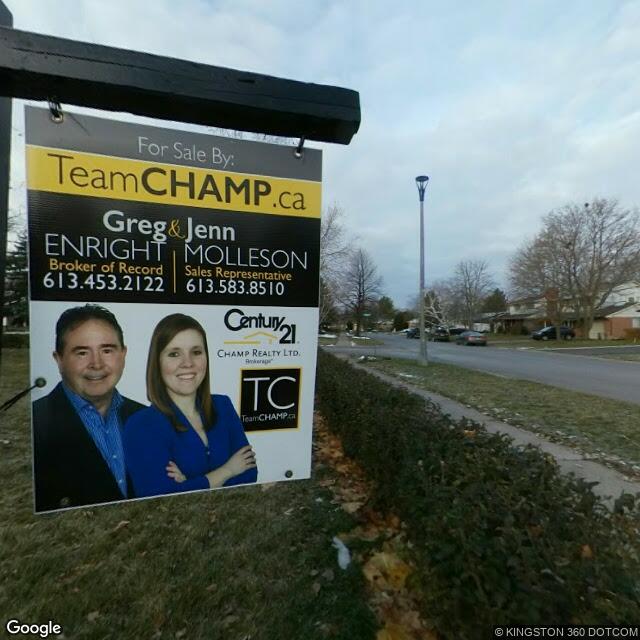 For Sale By:
TeamCHAMP.ca
Greg & Jenn
ENRIGHT MOLLESON
Broker of Record Sales Representative
613.453.2122 613.583.8510
Century 21
CHAMP REALTY LTD.
Brokerage
TC
TeamCHAMP.ca
Google
© KINGSTON 360 DOTCOM